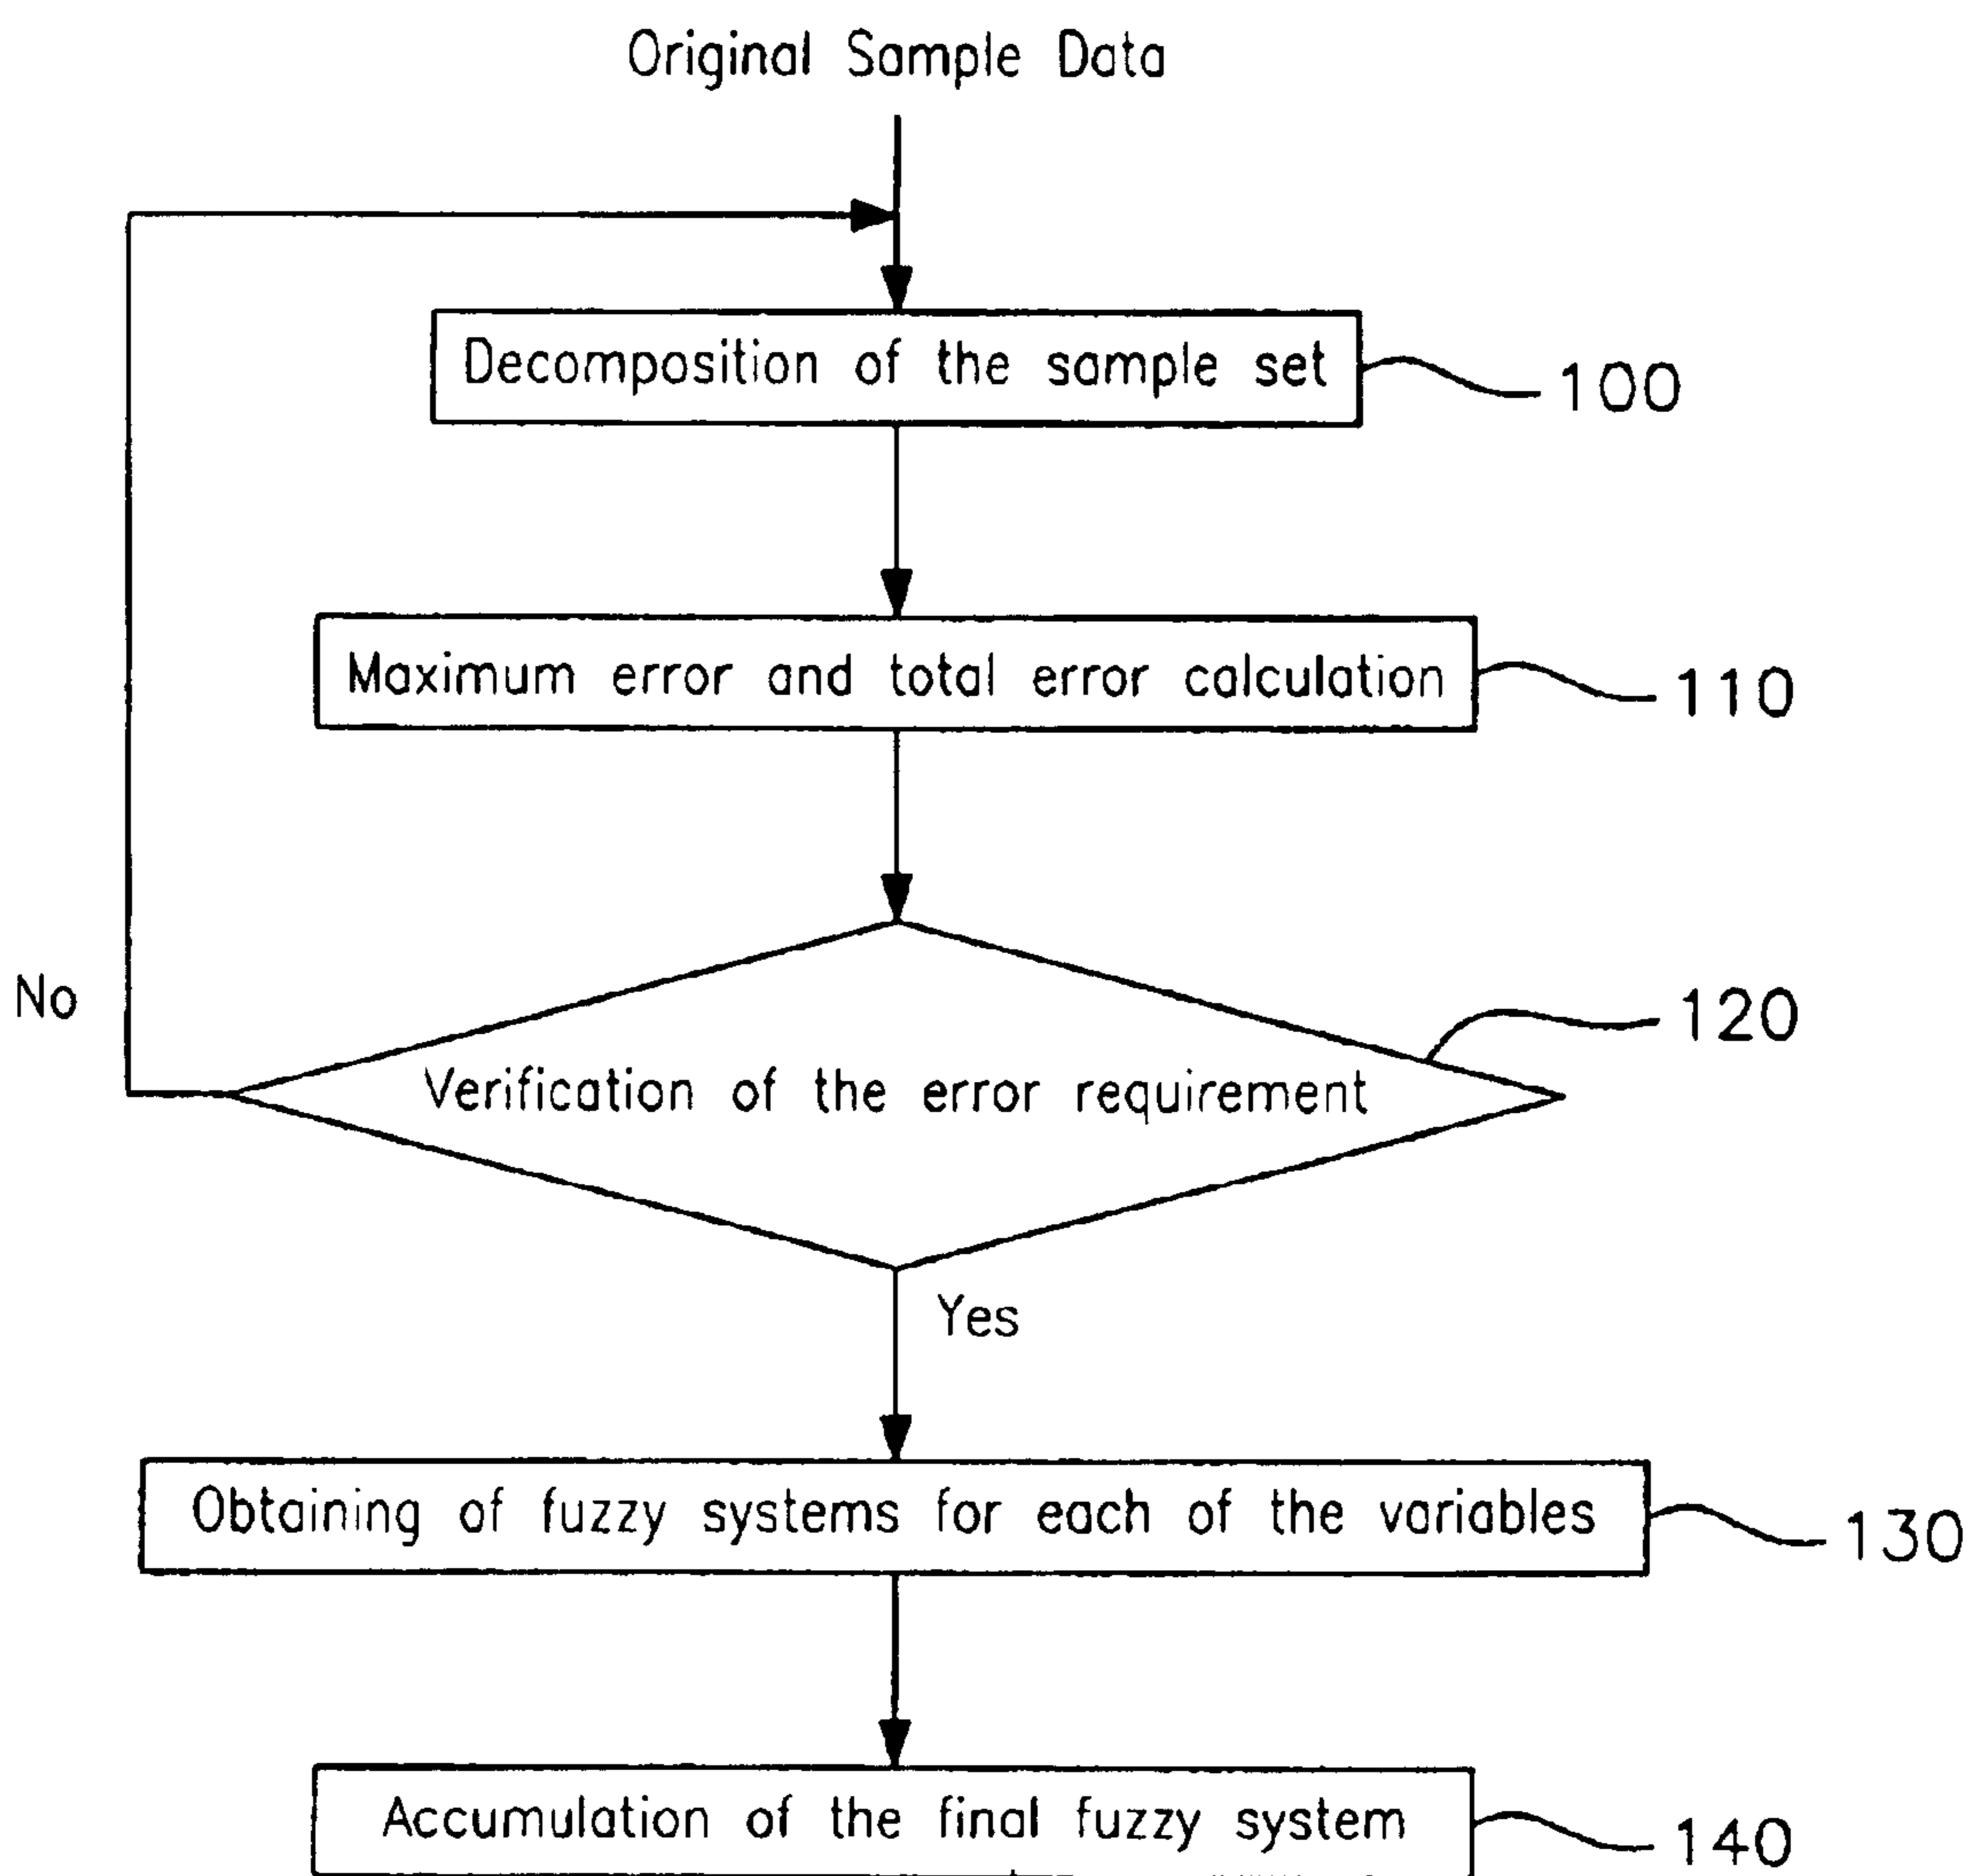 Original Sample Data
Decomposition of the sample set
100
Maximum error and total error calculation
110
No
120
Verification of the error requirement
Yes
Obtaining of fuzzy systems for each of the variables
130
Accumulation of the final fuzzy system
140